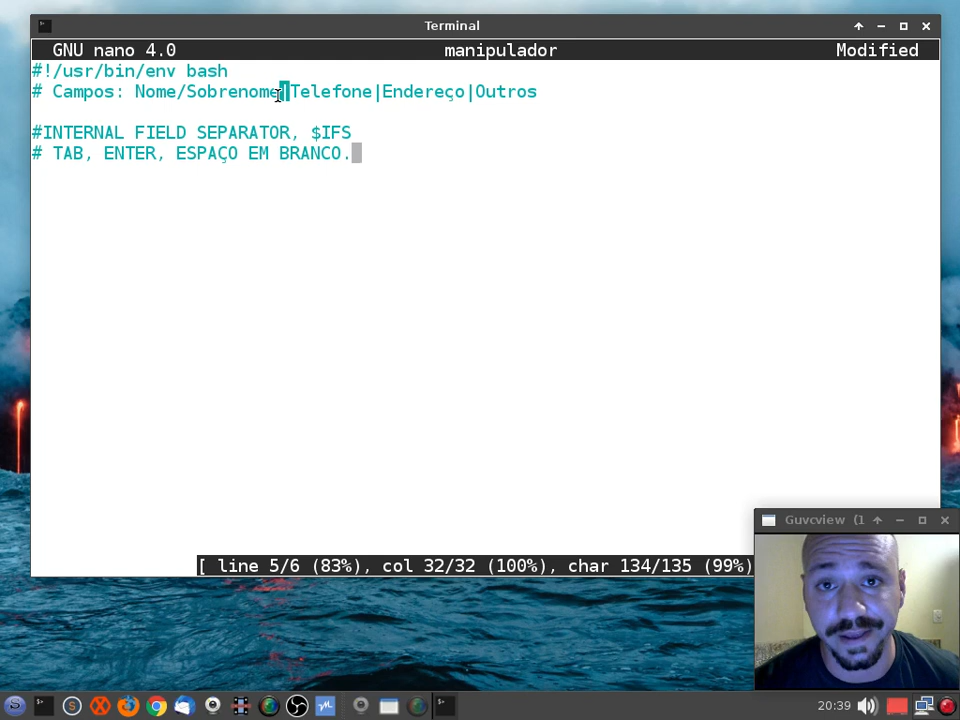 Terminal
GNU nano 4.0 manipulador Modified
#!/usr/bin/env bash
# Campos: Nome/Sobrenome|Telefone|Endereço|Outros
#INTERNAL FIELD SEPARATOR, $IFS
# TAB, ENTER, ESPAÇO EM BRANCO.
[ line 5/6 (83%), col 32/32 (100%), char 134/135 (99%)
Guvcview (1
20:39